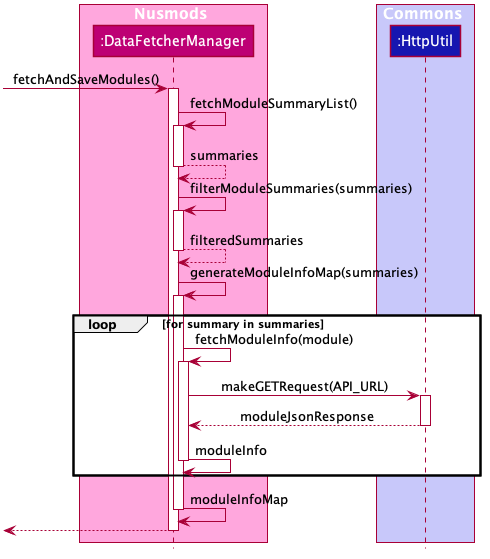 Nusmods
Commons
:DataFetcherManager
:HttpUtil
fetchAndSaveModules()
fetchModuleSummaryList()
summaries
filterModuleSummaries(summaries)
filteredSummaries
generateModuleInfoMap(summaries)
loop
[for summary in summaries]
fetchModuleInfo(module)
makeGETRequest(API_URL)
moduleJsonResponse
moduleInfo
moduleInfoMap